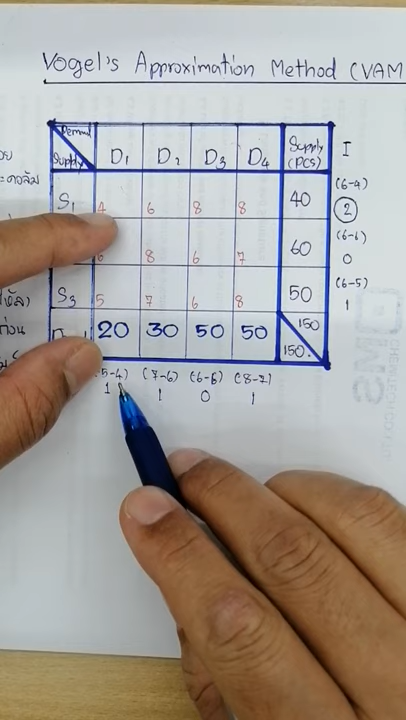 Vogel's Approximation Method (VAM
Demand
Supply D1 D2 D3 D4 Supply (pcs) I
S1 4 6 8 8 40 (6-4) 2
8 6 7 60 (6-6) 0
S3 5 7 6 8 50 (6-5) 1
20 30 50 50 150
150
5-4) (7-6) (6-6) (8-7)
1 1 0 1